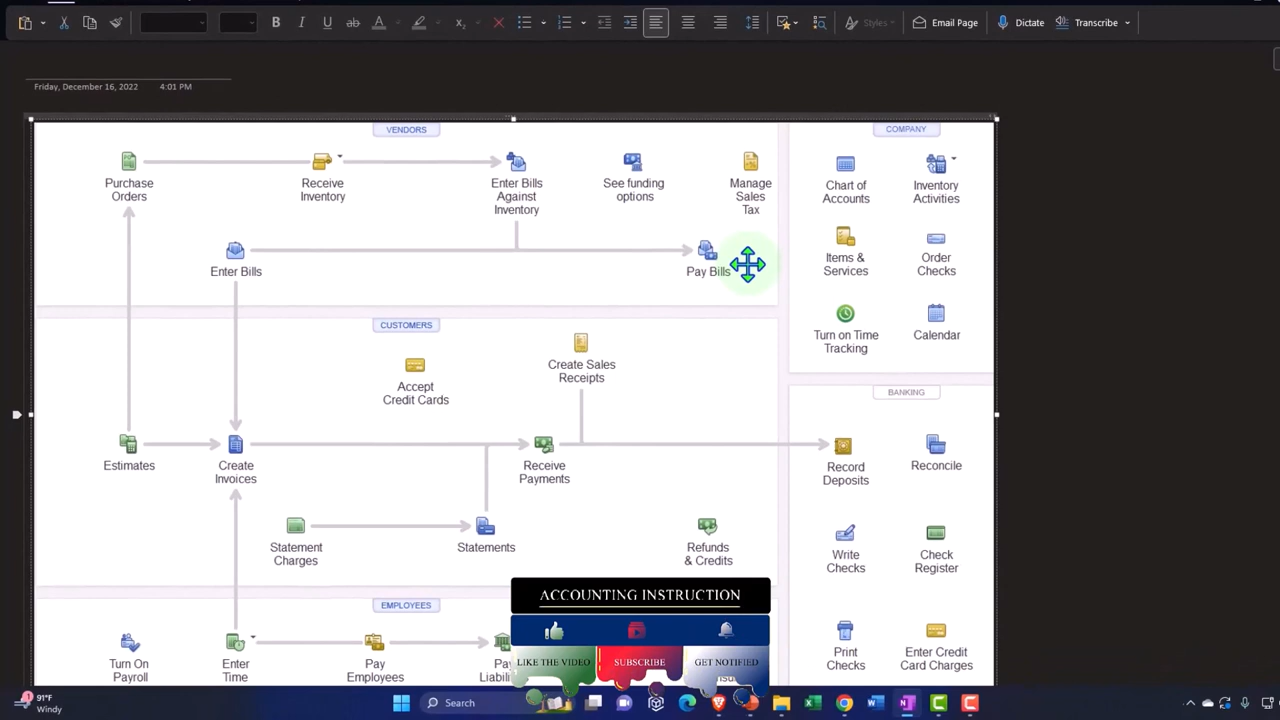 Email Page
Styles
Dictate
Transcribe
Friday, December 16, 2022 4:01 PM
VENDORS
Purchase
Orders
Receive
Inventory
Enter Bills
Against
Inventory
See funding
options
Manage
Sales
Tax
Enter Bills
Pay Bills
COMPANY
Chart of
Accounts
Inventory
Activities
Items &
Services
Order
Checks
Turn on Time
Tracking
Calendar
CUSTOMERS
Create Sales
Receipts
Accept
Credit Cards
Estimates
Create
Invoices
Receive
Payments
Statement
Charges
Statements
Refunds
& Credits
BANKING
Record
Deposits
Reconcile
Write
Checks
Check
Register
Print
Checks
Enter Credit
Card Charges
EMPLOYEES
Turn On
Payroll
Enter
Time
Pay
Employees
ACCOUNTING INSTRUCTION
LIKE THE VIDEO
SUBSCRIBE
GET NOTIFIED
91°F
Windy
Search